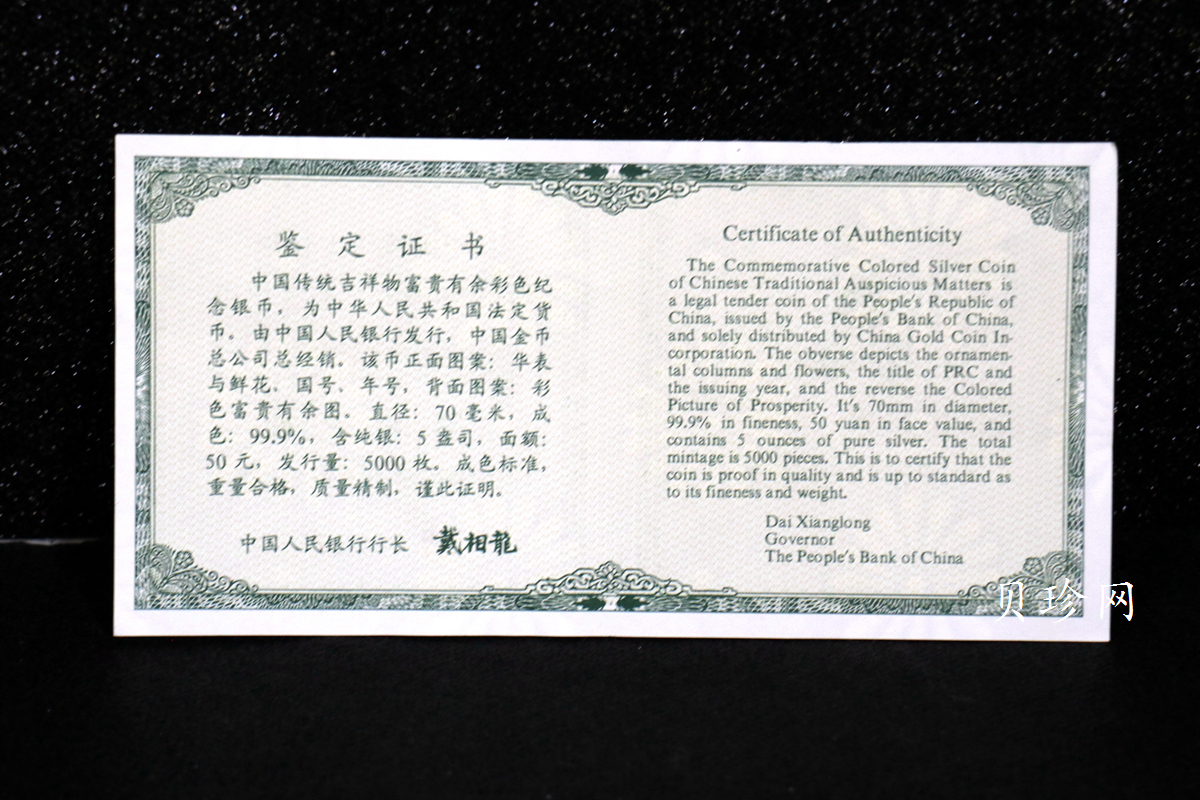 鉴定证书
中国传统吉祥物富贵有余彩色纪
念银币，为中华人民共和国法定货
币。由中国人民银行发行，中国金币
总公司总经销。该币正面图案：华表
与鲜花、国号、年号，背面图案：彩
色富贵有余图。直径：70毫米，成
色：99.9%，含纯银：5盎司，面额：
50元，发行量：5000枚。成色标准，
重量合格，质量精制，谨此证明。
中国人民银行行长 戴相龍
Certificate of Authenticity
The Commemorative Colored Silver Coin
of Chinese Traditional Auspicious Matters is
a legal tender coin of the People's Republic of
China, issued by the People's Bank of China,
and solely distributed by China Gold Coin In-
corporation. The obverse depicts the ornamen-
tal columns and flowers, the title of PRC and
the issuing year, and the reverse the Colored
Picture of Prosperity. It's 70mm in diameter,
99.9% in fineness, 50 yuan in face value, and
contains 5 ounces of pure silver. The total
mintage is 5000 pieces. This is to certify that the
coin is proof in quality and is up to standard as
to its fineness and weight.
Dai Xianglong
Governor
The People's Bank of China
贝珍网